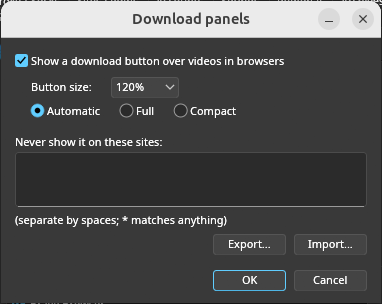 Download panels
Show a download button over videos in browsers
Button size: 120%
Automatic Full Compact
Never show it on these sites:
(separate by spaces; * matches anything)
Export... Import...
OK Cancel